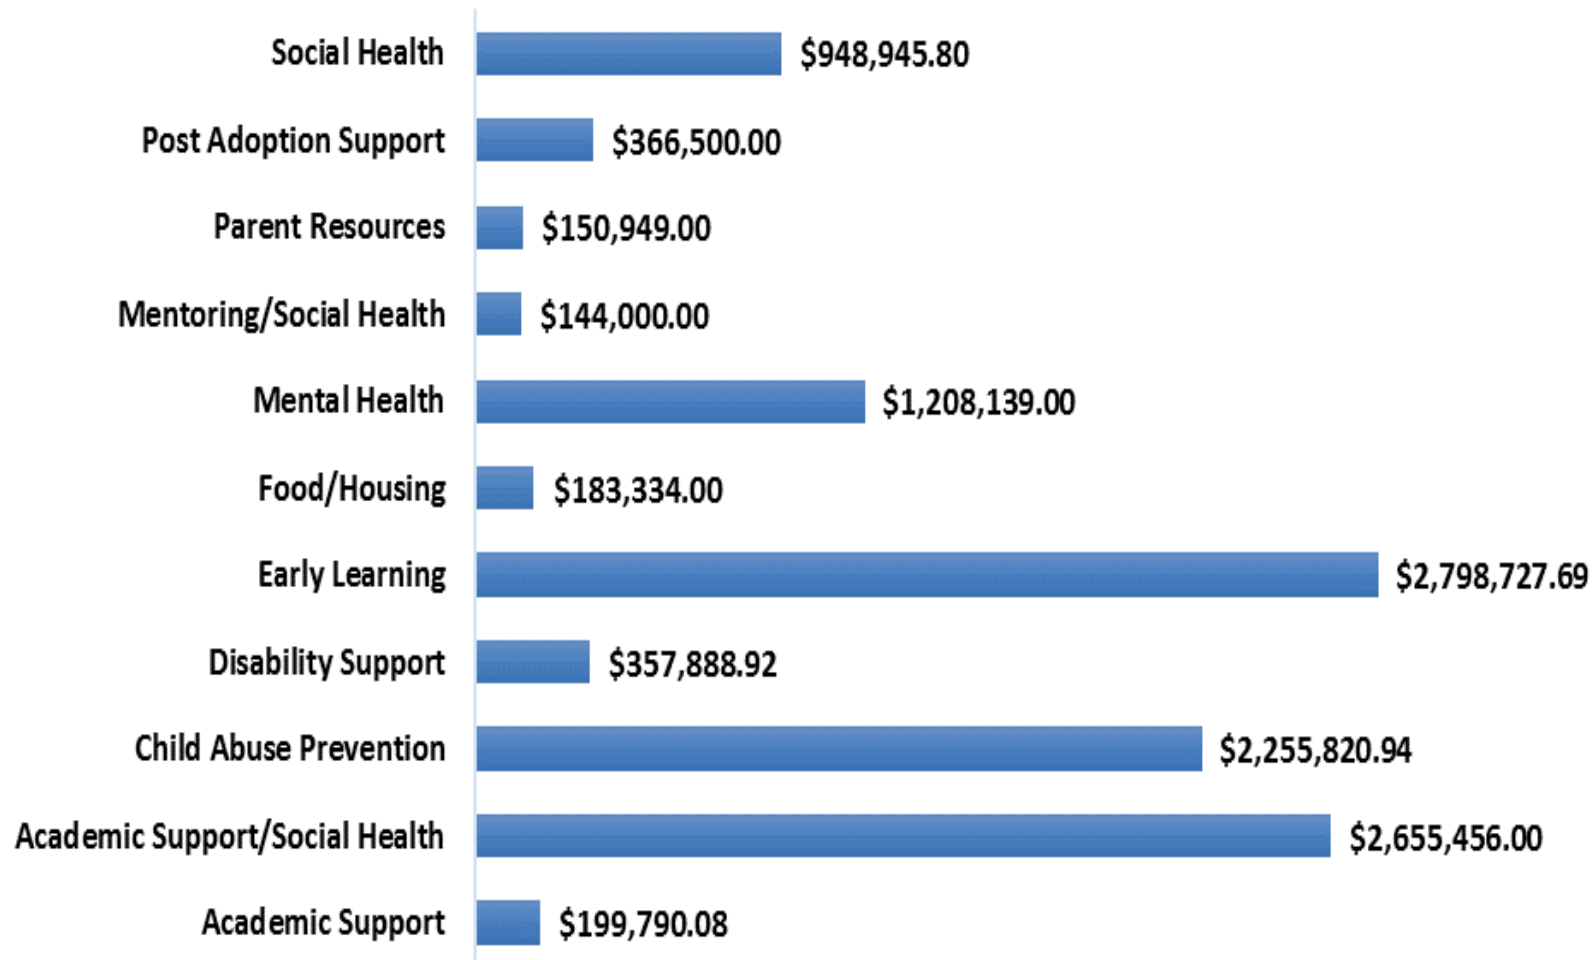 Social Health $948,945.80
Post Adoption Support $366,500.00
Parent Resources $150,949.00
Mentoring/Social Health $144,000.00
Mental Health $1,208,139.00
Food/Housing $183,334.00
Early Learning $2,798,727.69
Disability Support $357,888.92
Child Abuse Prevention $2,255,820.94
Academic Support/Social Health $2,655,456.00
Academic Support $199,790.08